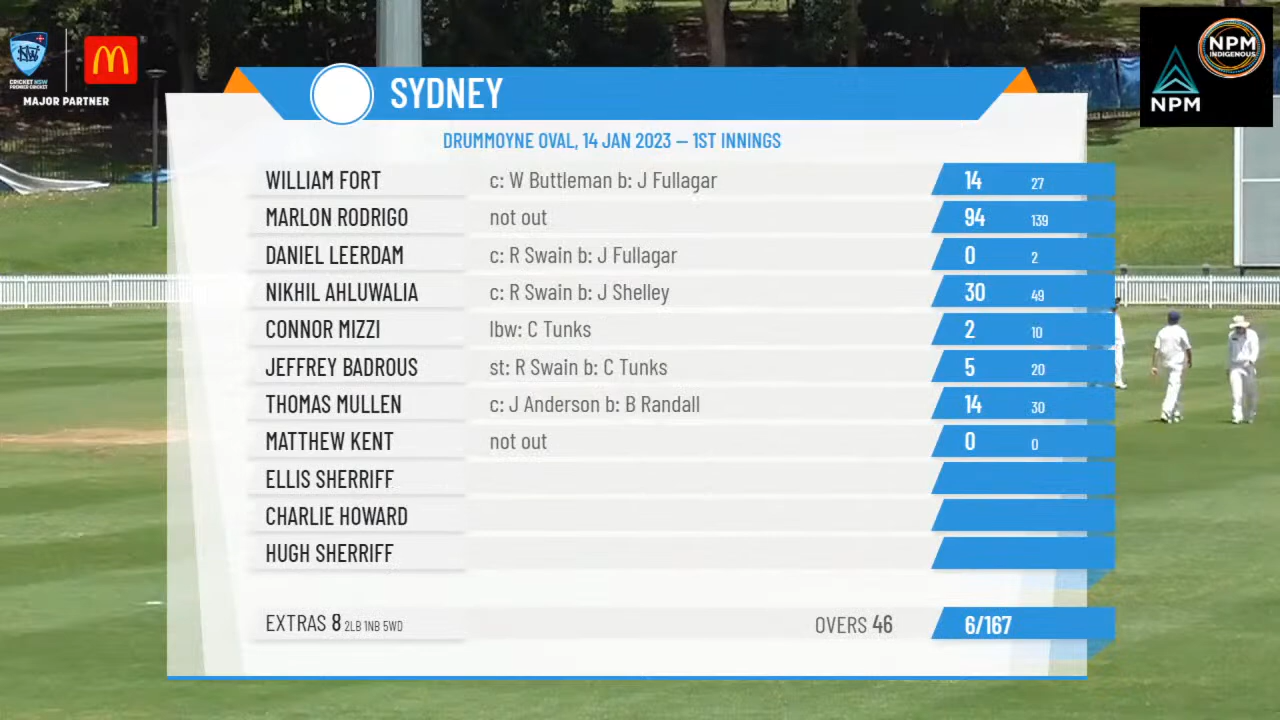 CRICKET NSW
PREMIER CRICKET
MAJOR PARTNER
NPM
NPM
INDIGENOUS
SYDNEY
DRUMMOYNE OVAL, 14 JAN 2023 – 1ST INNINGS
WILLIAM FORT c: W Buttleman b: J Fullagar 14 27
MARLON RODRIGO not out 94 139
DANIEL LEERDAM c: R Swain b: J Fullagar 0 2
NIKHIL AHLUWALIA c: R Swain b: J Shelley 30 49
CONNOR MIZZI lbw: C Tunks 2 10
JEFFREY BADROUS st: R Swain b: C Tunks 5 20
THOMAS MULLEN c: J Anderson b: B Randall 14 30
MATTHEW KENT not out 0 0
ELLIS SHERRIFF
CHARLIE HOWARD
HUGH SHERRIFF
EXTRAS 8 2LB 1NB 5WD OVERS 46 6/167